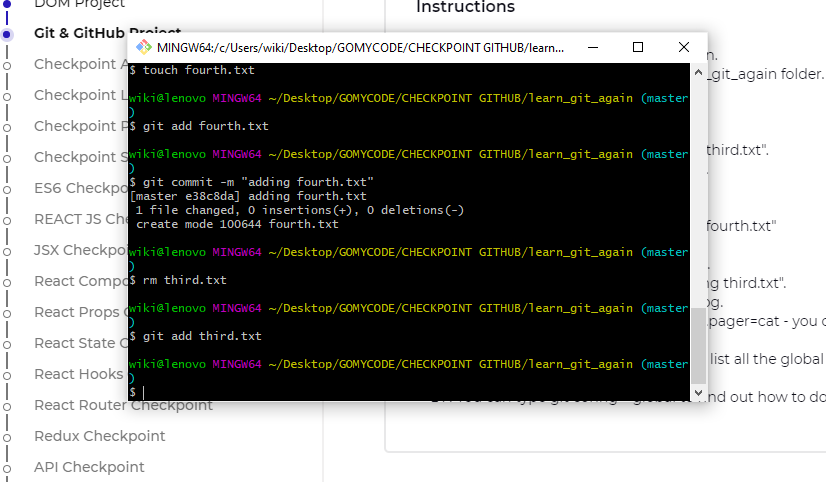 DOM Project
Instructions
Git & GitHub Project
MINGW64:/c/Users/wiki/Desktop/GOMYCODE/CHECKPOINT GITHUB/learn_...
Checkpoint
Checkpoint
Checkpoint
Checkpoint
ES6 Checkpo
REACT JS Che
JSX Checkpoi
React Compo
React Props C
React State C
React Hooks
React Router Checkpoint
Redux Checkpoint
API Checkpoint
$ touch fourth.txt
wiki@lenovo MINGW64 ~/Desktop/GOMYCODE/CHECKPOINT GITHUB/learn_git_again (master
)
$ git add fourth.txt
wiki@lenovo MINGW64 ~/Desktop/GOMYCODE/CHECKPOINT GITHUB/learn_git_again (master
)
$ git commit -m "adding fourth.txt"
[master e38c8da] adding fourth.txt
1 file changed, 0 insertions(+), 0 deletions(-)
create mode 100644 fourth.txt
wiki@lenovo MINGW64 ~/Desktop/GOMYCODE/CHECKPOINT GITHUB/learn_git_again (master
)
$ rm third.txt
wiki@lenovo MINGW64 ~/Desktop/GOMYCODE/CHECKPOINT GITHUB/learn_git_again (master
)
$ git add third.txt
wiki@lenovo MINGW64 ~/Desktop/GOMYCODE/CHECKPOINT GITHUB/learn_git_again (master
)
$
n.
_git_again folder.
third.txt".
fourth.txt"
ng third.txt".
og.
.pager=cat - you c
list all the global
nd out how to do